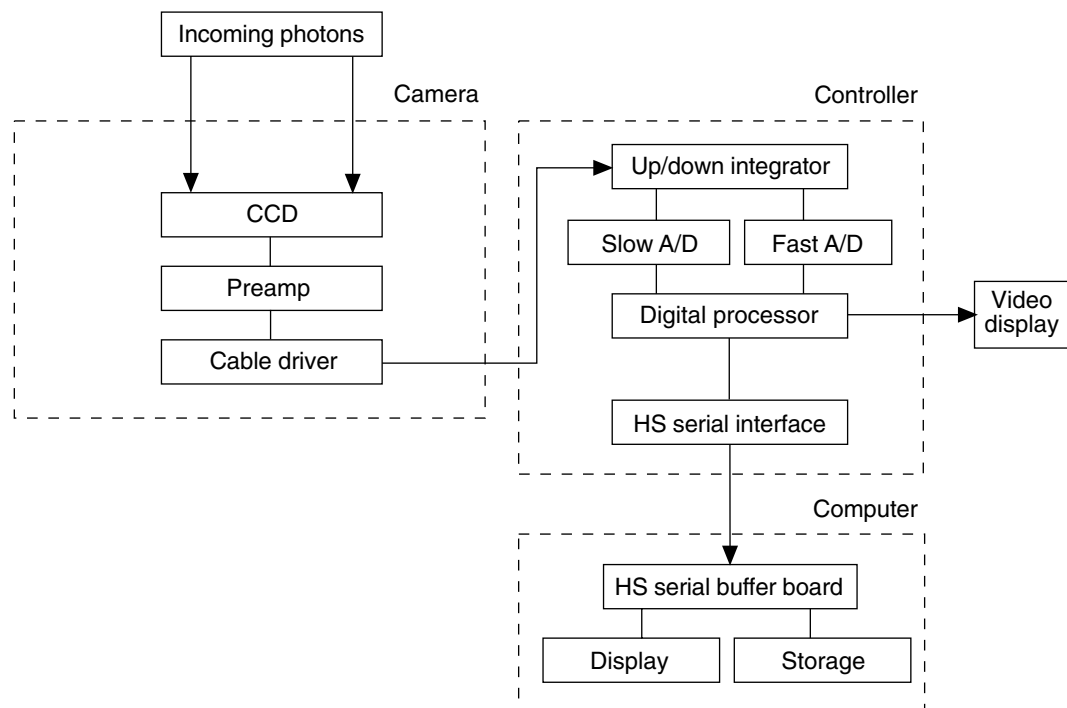 Incoming photons
Camera
CCD
Preamp
Cable driver
Controller
Up/down integrator
Slow A/D
Fast A/D
Digital processor
HS serial interface
Video
display
Computer
HS serial buffer board
Display
Storage